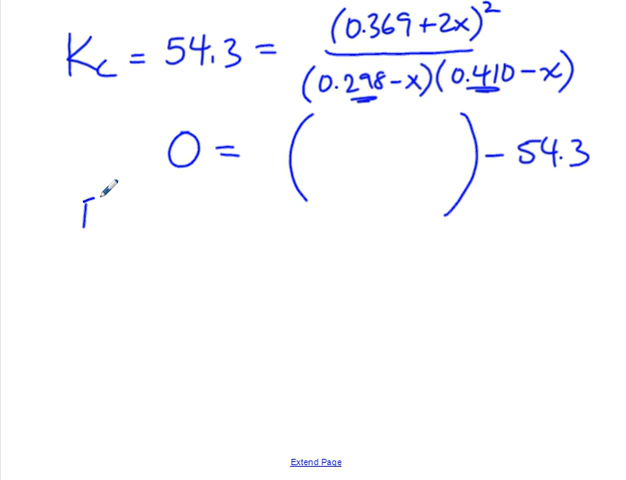 Kc = 54.3 = (0.369+2x)² / (0.298-x)(0.410-x)
0 = (      ) - 54.3
Extend Page